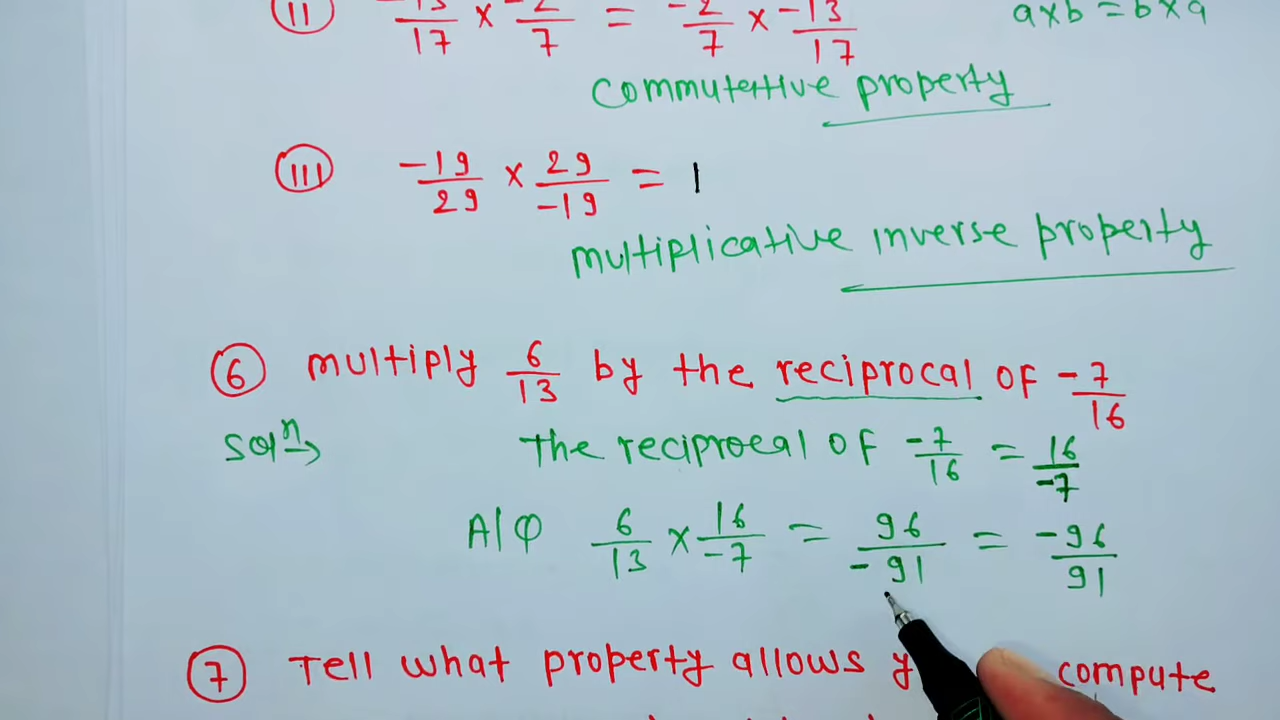 (ii) -13/17 × -2/7 = -2/7 × -13/17 a×b = b×a
Commutative property
(iii) -19/29 × 29/-19 = 1
multiplicative inverse property
(6) multiply 6/13 by the reciprocal of -7/16
Solⁿ→ The reciprocal of -7/16 = 16/-7
A/Q 6/13 × 16/-7 = 96/-91 = -96/91
(7) Tell what property allows compute